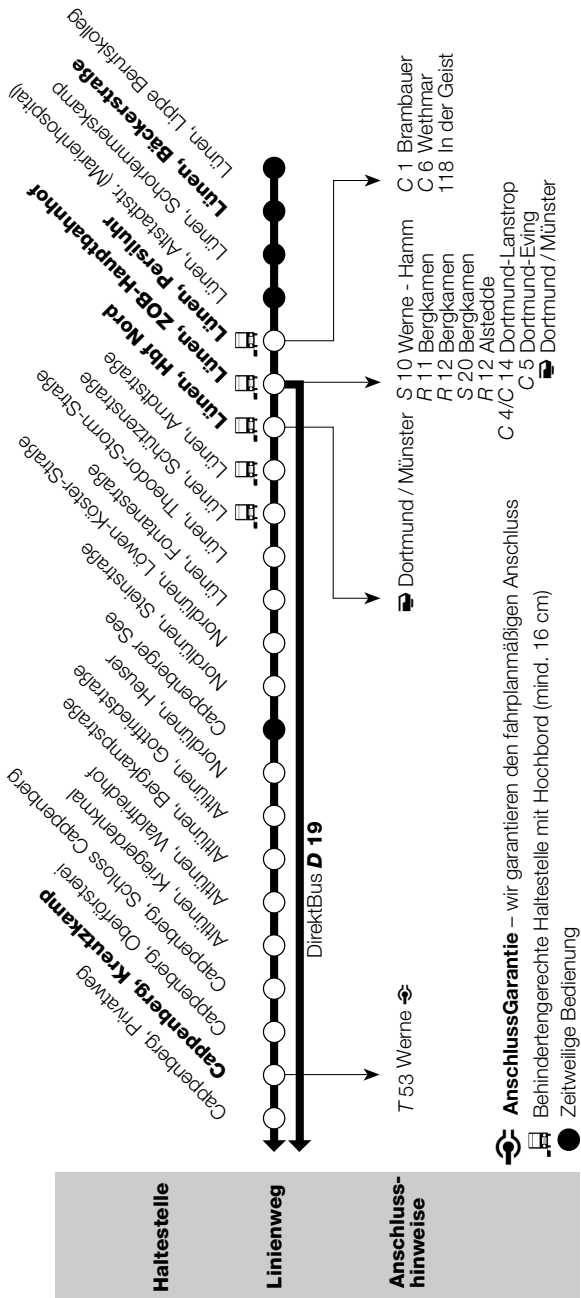 Haltestelle
Cappenberg, Privatweg
Cappenberg, Kreutzkamp
Cappenberg, Oberförsterei
Cappenberg, Schloss Cappenberg
Altlünen, Kriegerdenkmal
Altlünen, Waldfriedhof
Altlünen, Bergkampstraße
Altlünen, Gottfriedstraße
Nordlünen, Heuser
Cappenberger See
Nordlünen, Steinstraße
Nordlünen, Löwen-Köster-Straße
Lünen, Fontanestraße
Lünen, Theodor-Storm-Straße
Lünen, Schützenstraße
Lünen, Arndtstraße
Lünen, Hbf Nord
Lünen, ZOB-Hauptbahnhof
Lünen, Persiluhr
Lünen, Altstadtstr. (Marienhospital)
Lünen, Schorlemmerskamp
Lünen, Bäckerstraße
Lünen, Lippe Berufskolleg
Linienweg
DirektBus D 19
Anschluss-
hinweise
T 53 Werne
Dortmund / Münster
S 10 Werne - Hamm
R 11 Bergkamen
R 12 Bergkamen
S 20 Bergkamen
R 12 Alstedde
C 4/C 14 Dortmund-Lanstrop
C 5 Dortmund-Eving
Dortmund / Münster
C 1 Brambauer
C 6 Wethmar
118 In der Geist
AnschlussGarantie – wir garantieren den fahrplanmäßigen Anschluss
Behindertengerechte Haltestelle mit Hochbord (mind. 16 cm)
Zeitweilige Bedienung